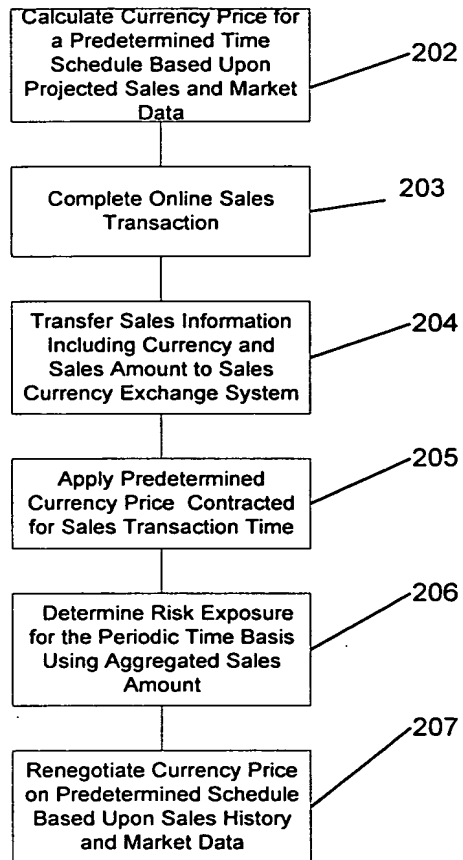 Calculate Currency Price for
a Predetermined Time
Schedule Based Upon
Projected Sales and Market
Data
202
Complete Online Sales
Transaction
203
Transfer Sales Information
Including Currency and
Sales Amount to Sales
Currency Exchange System
204
Apply Predetermined
Currency Price Contracted
for Sales Transaction Time
205
Determine Risk Exposure
for the Periodic Time Basis
Using Aggregated Sales
Amount
206
Renegotiate Currency Price
on Predetermined Schedule
Based Upon Sales History
and Market Data
207